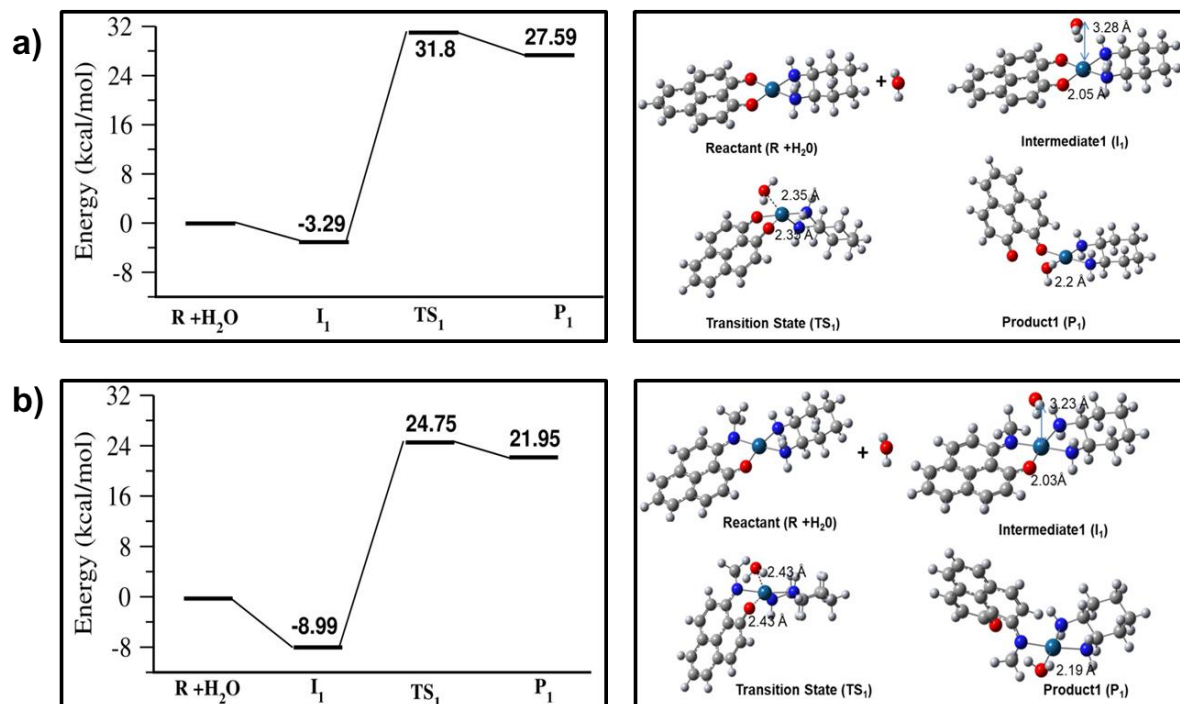 a)
Energy (kcal/mol)
32
24
16
8
0
-8
-3.29
31.8
27.59
R +H₂O
I₁
TS₁
P₁
3.28 Å
2.05 Å
+
Reactant (R +H₂0)
Intermediate1 (I₁)
2.35 Å
2.35 Å
2.2 Å
Transition State (TS₁)
Product1 (P₁)
b)
Energy (kcal/mol)
32
24
16
8
0
-8
-8.99
24.75
21.95
R +H₂O
I₁
TS₁
P₁
3.23 Å
2.03Å
+
Reactant (R +H₂0)
Intermediate1 (I₁)
2.43 Å
2.43 Å
2.19 Å
Transition State (TS₁)
Product1 (P₁)